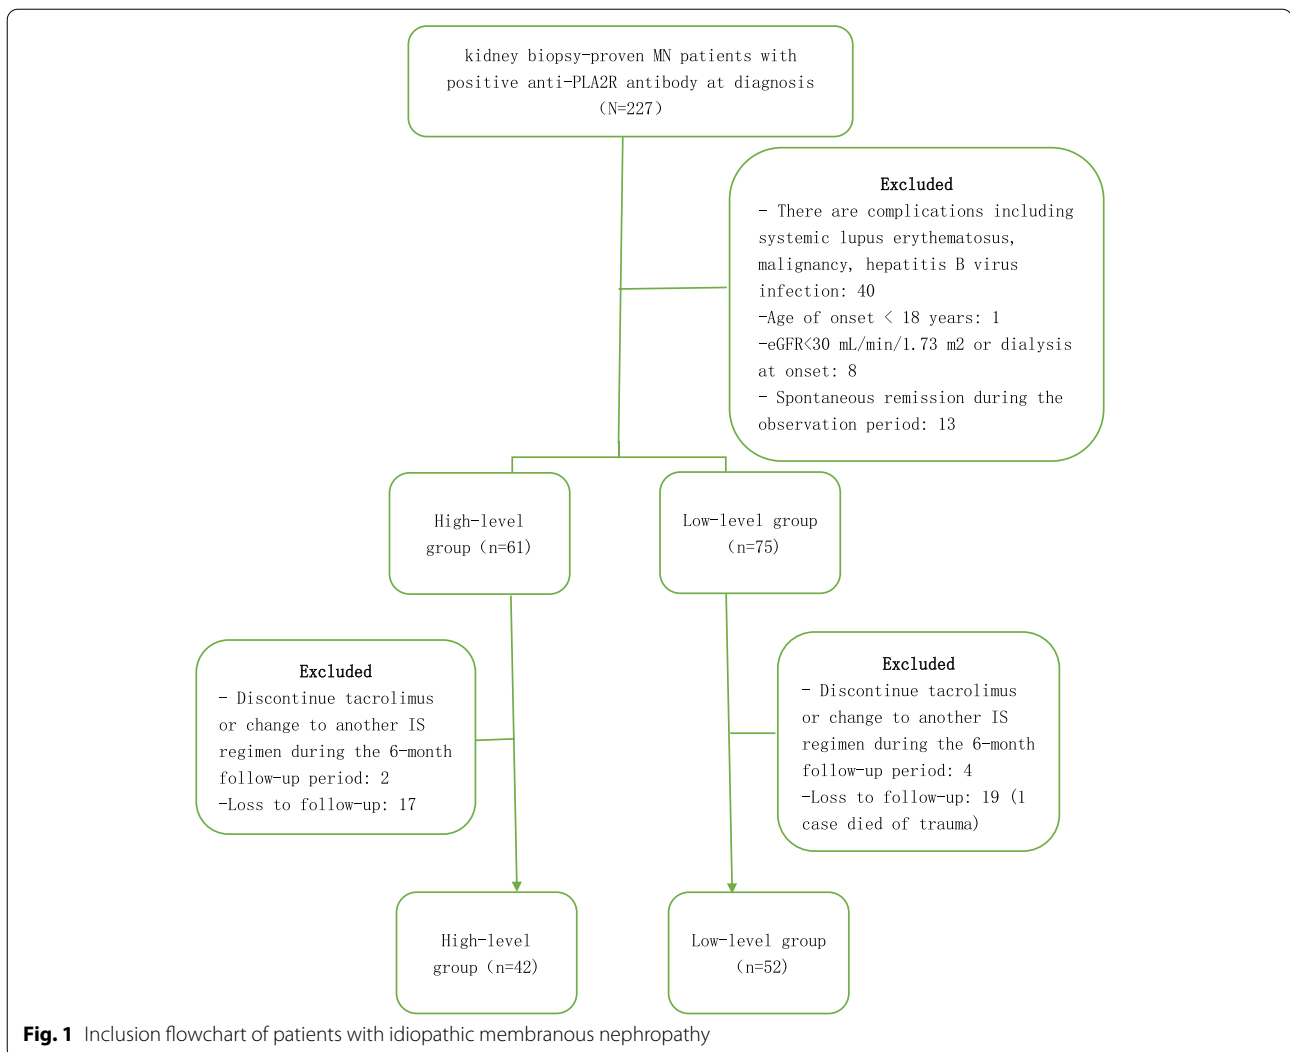 kidney biopsy-proven MN patients with
positive anti-PLA2R antibody at diagnosis
(N=227)
Excluded
- There are complications including
systemic lupus erythematosus,
malignancy, hepatitis B virus
infection: 40
-Age of onset < 18 years: 1
-eGFR<30 mL/min/1.73 m2 or dialysis
at onset: 8
- Spontaneous remission during the
observation period: 13
High-level
group (n=61)
Low-level group
(n=75)
Excluded
- Discontinue tacrolimus
or change to another IS
regimen during the 6-month
follow-up period: 2
-Loss to follow-up: 17
Excluded
- Discontinue tacrolimus
or change to another IS
regimen during the 6-month
follow-up period: 4
-Loss to follow-up: 19 (1
case died of trauma)
High-level
group (n=42)
Low-level group
(n=52)
Fig. 1 Inclusion flowchart of patients with idiopathic membranous nephropathy